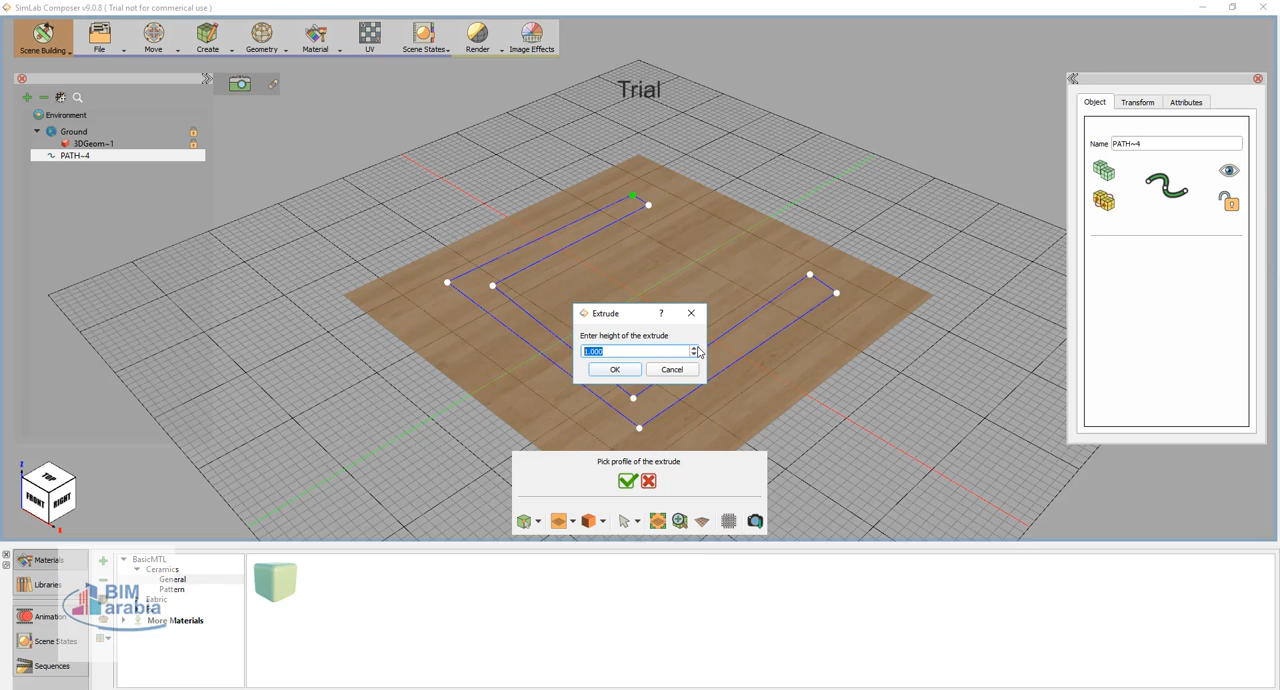 SimLab Composer v9.0.8 ( Trial not for commerical use )
Scene Building
File
Move
Create
Geometry
Material
UV
Scene States
Render
Image Effects
Trial
Environment
Ground
3DGeom~1
PATH~4
Object
Transform
Attributes
Name
PATH~4
Extrude
?
Enter height of the extrude
1.000
OK
Cancel
Pick profile of the extrude
TOP
FRONT
RIGHT
Z
X
Materials
Libraries
Animation
Scene States
Sequences
BIM
arabia
BasicMTL
Ceramics
General
Pattern
Fabric
More Materials